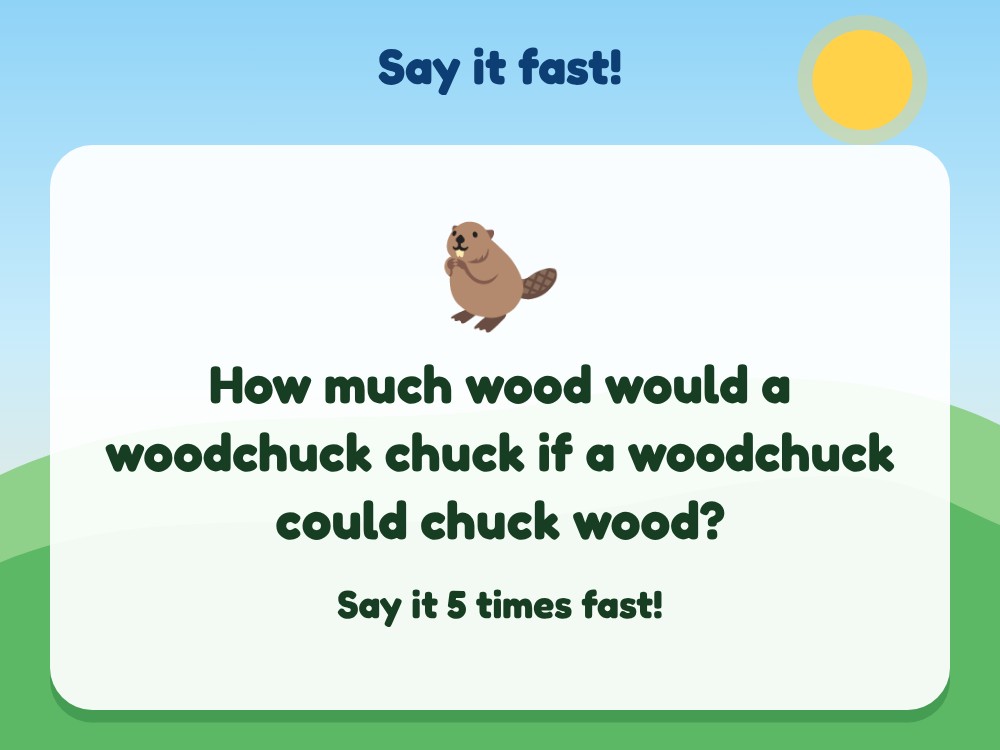 Say it fast!
How much wood would a
woodchuck chuck if a woodchuck
could chuck wood?
Say it 5 times fast!